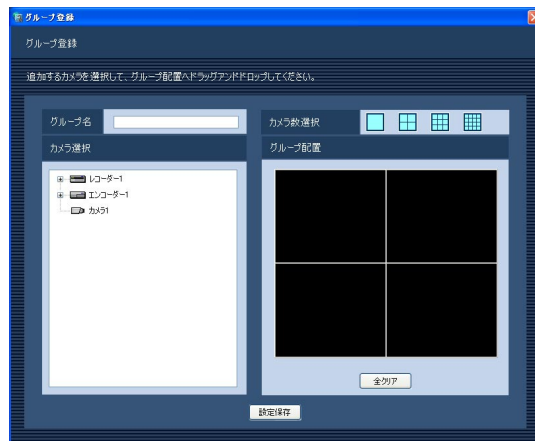 グループ登録
グループ登録
追加するカメラを選択して、グループ配置へドラッグアンドドロップしてください。
グループ名
カメラ数選択
カメラ選択
グループ配置
レコーダー1
エンコーダー1
カメラ1
全クリア
設定保存